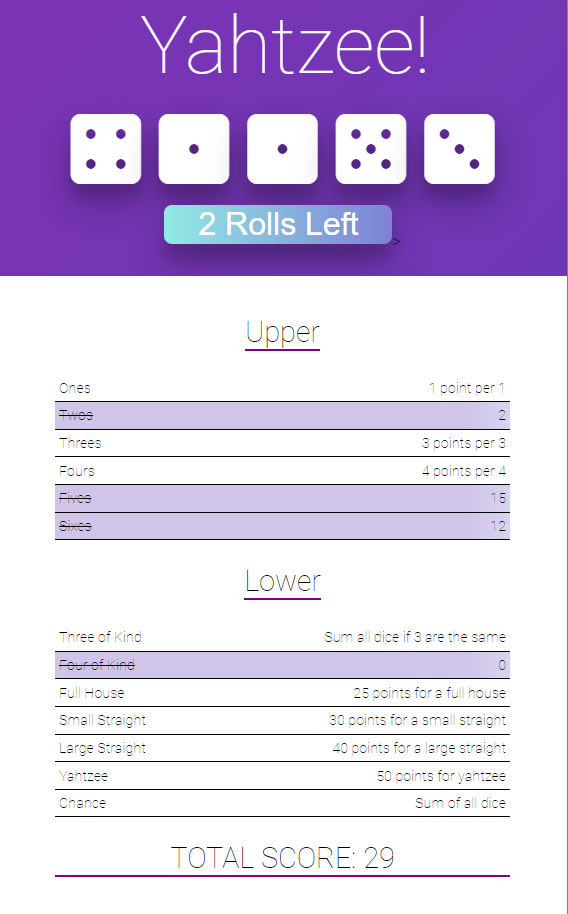 Yahtzee!
2 Rolls Left
>
Upper
Ones 1 point per 1
Twos 2
Threes 3 points per 3
Fours 4 points per 4
Fives 15
Sixes 12
Lower
Three of Kind Sum all dice if 3 are the same
Four of Kind 0
Full House 25 points for a full house
Small Straight 30 points for a small straight
Large Straight 40 points for a large straight
Yahtzee 50 points for yahtzee
Chance Sum of all dice
TOTAL SCORE: 29